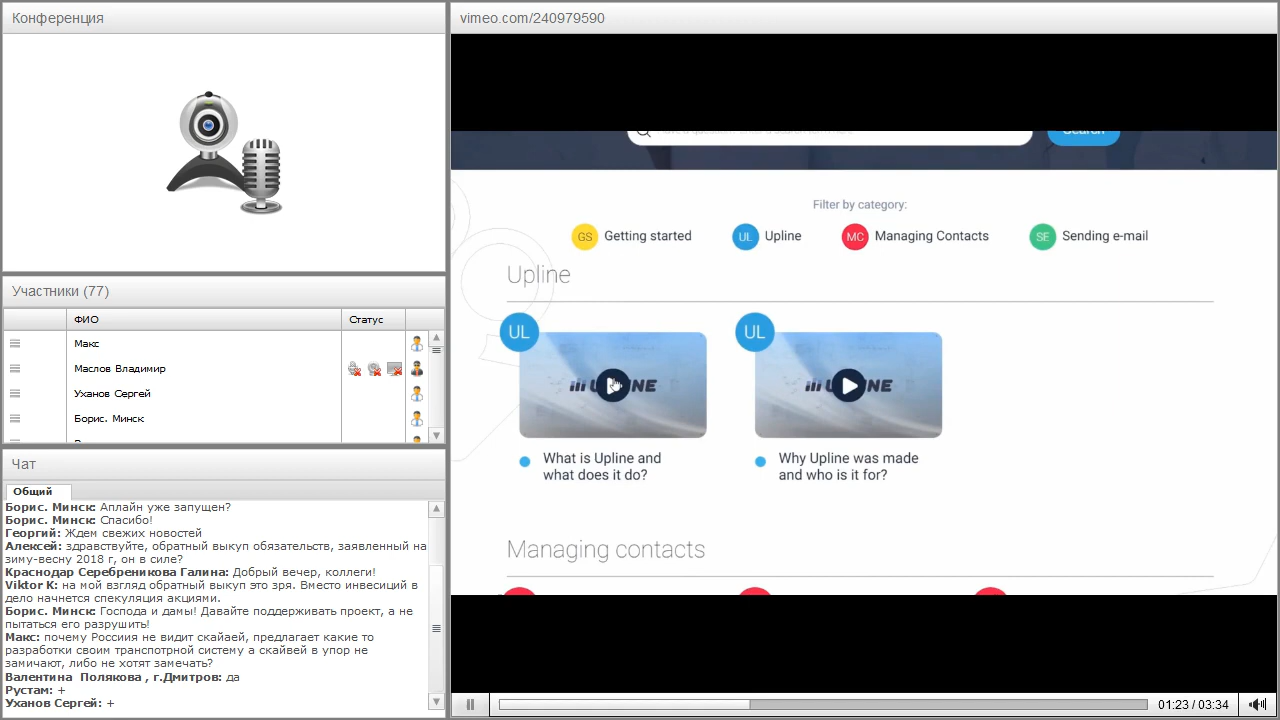 Конференция
vimeo.com/240979590
Search
Filter by category:
GS Getting started
UL Upline
MC Managing Contacts
SE Sending e-mail
Upline
UL
UL
What is Upline and
what does it do?
Why Upline was made
and who is it for?
Managing contacts
01:23 / 03:34
Участники (77)
ФИО
Статус
Макс
Маслов Владимир
Уханов Сергей
Борис. Минск
Чат
Общий
Борис. Минск: Аплайн уже запущен?
Борис. Минск: Спасибо!
Георгий: Ждем свежих новостей
Алексей: здравствуйте, обратный выкуп обязательств, заявленный на
зиму-весну 2018 г, он в силе?
Краснодар Серебреникова Галина: Добрый вечер, коллеги!
Viktor K: на мой взгляд обратный выкуп это зря. Вместо инвесиций в
дело начнется спекуляция акциями.
Борис. Минск: Господа и дамы! Давайте поддерживать проект, а не
пытаться его разрушить!
Макс: почему Россиия не видит скайаей, предлагает какие то
разработки своим транспотрной систему а скайвей в упор не
замичают, либо не хотят замечать?
Валентина Полякова , г.Дмитров: да
Рустам: +
Уханов Сергей: +